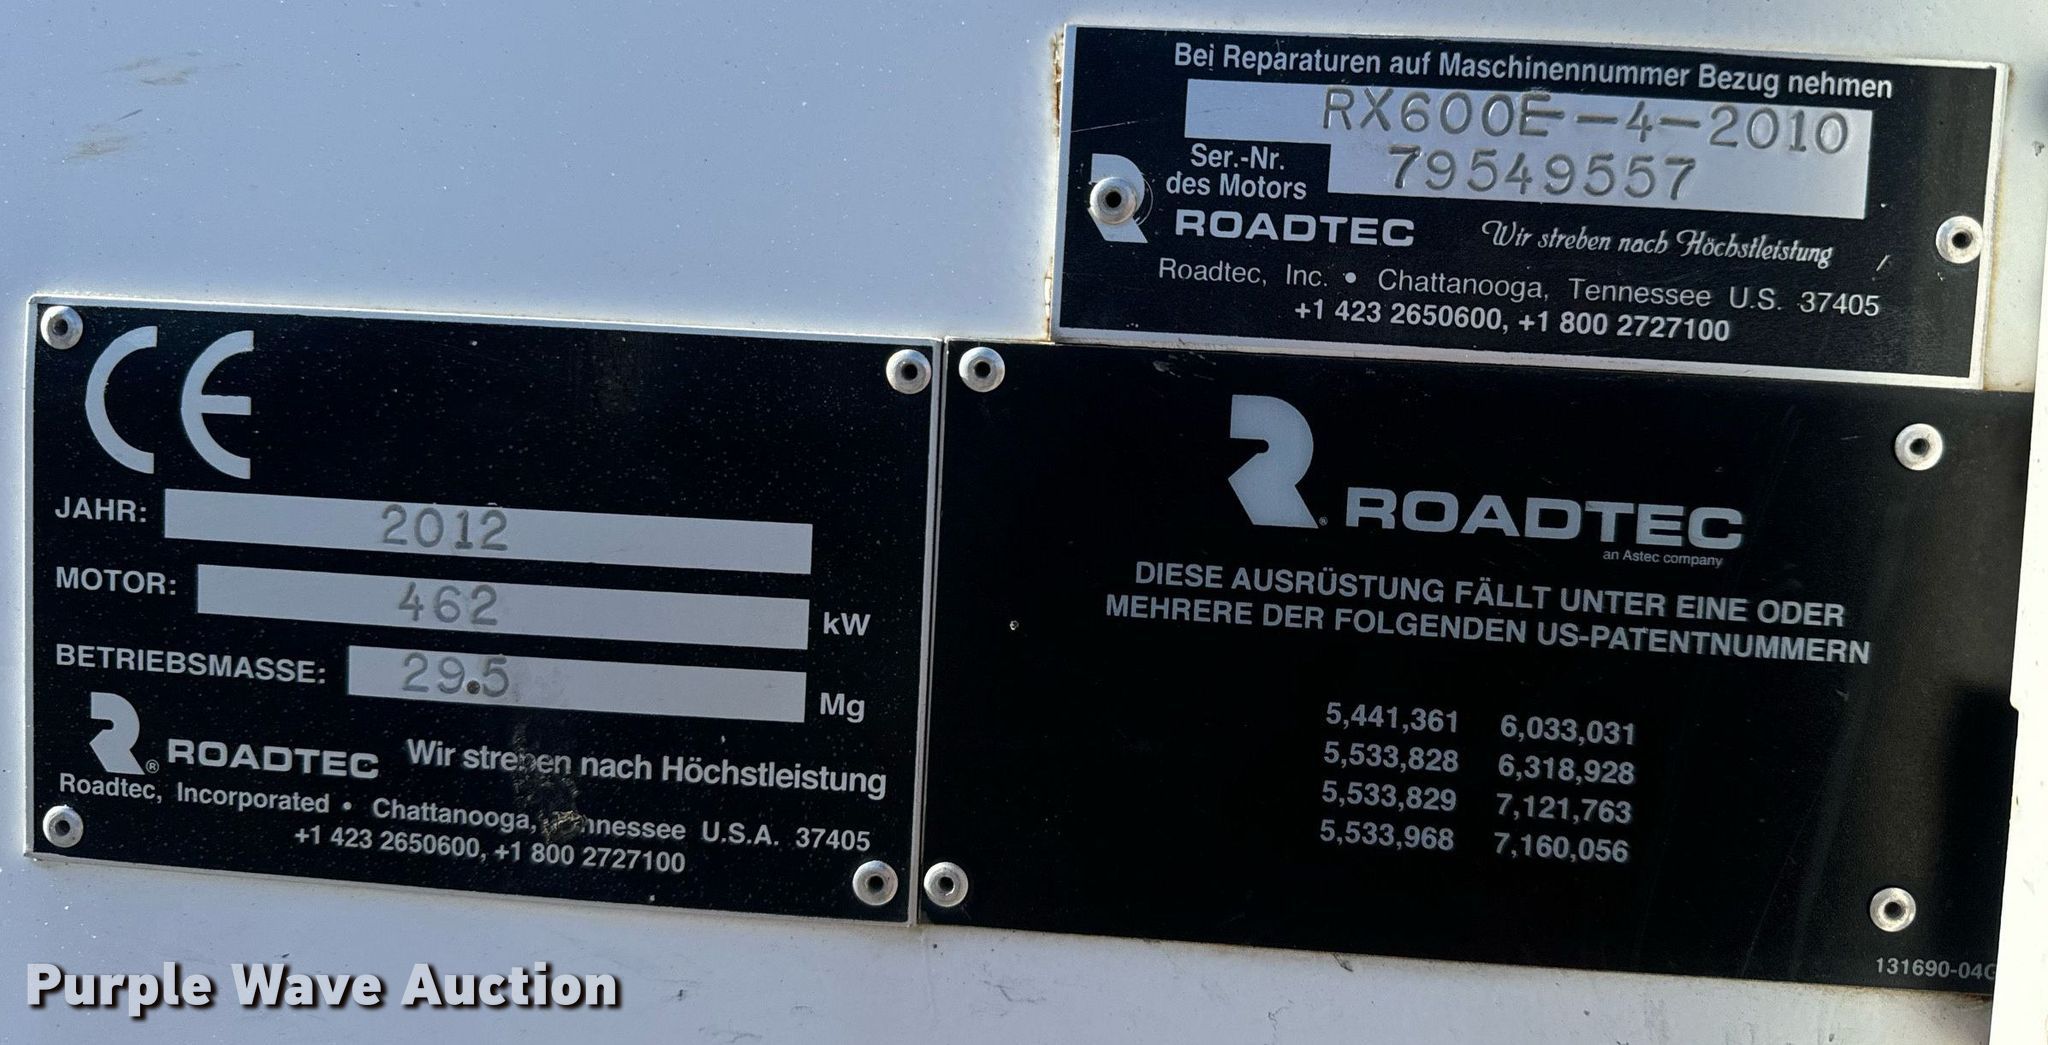 Bei Reparaturen auf Maschinennummer Bezug nehmen
RX600E-4-2010
Ser.-Nr.
des Motors
79549557
ROADTEC Wir streben nach Höchstleistung
Roadtec, Inc. • Chattanooga, Tennessee U.S. 37405
+1 423 2650600, +1 800 2727100
CE
JAHR: 2012
MOTOR: 462 kW
BETRIEBSMASSE: 29.5 Mg
® ROADTEC Wir streben nach Höchstleistung
Roadtec, Incorporated • Chattanooga, Tennessee U.S.A. 37405
+1 423 2650600, +1 800 2727100
® ROADTEC
an Astec company
DIESE AUSRÜSTUNG FÄLLT UNTER EINE ODER
MEHRERE DER FOLGENDEN US-PATENTNUMMERN
5,441,361 6,033,031
5,533,828 6,318,928
5,533,829 7,121,763
5,533,968 7,160,056
131690-04G
Purple Wave Auction